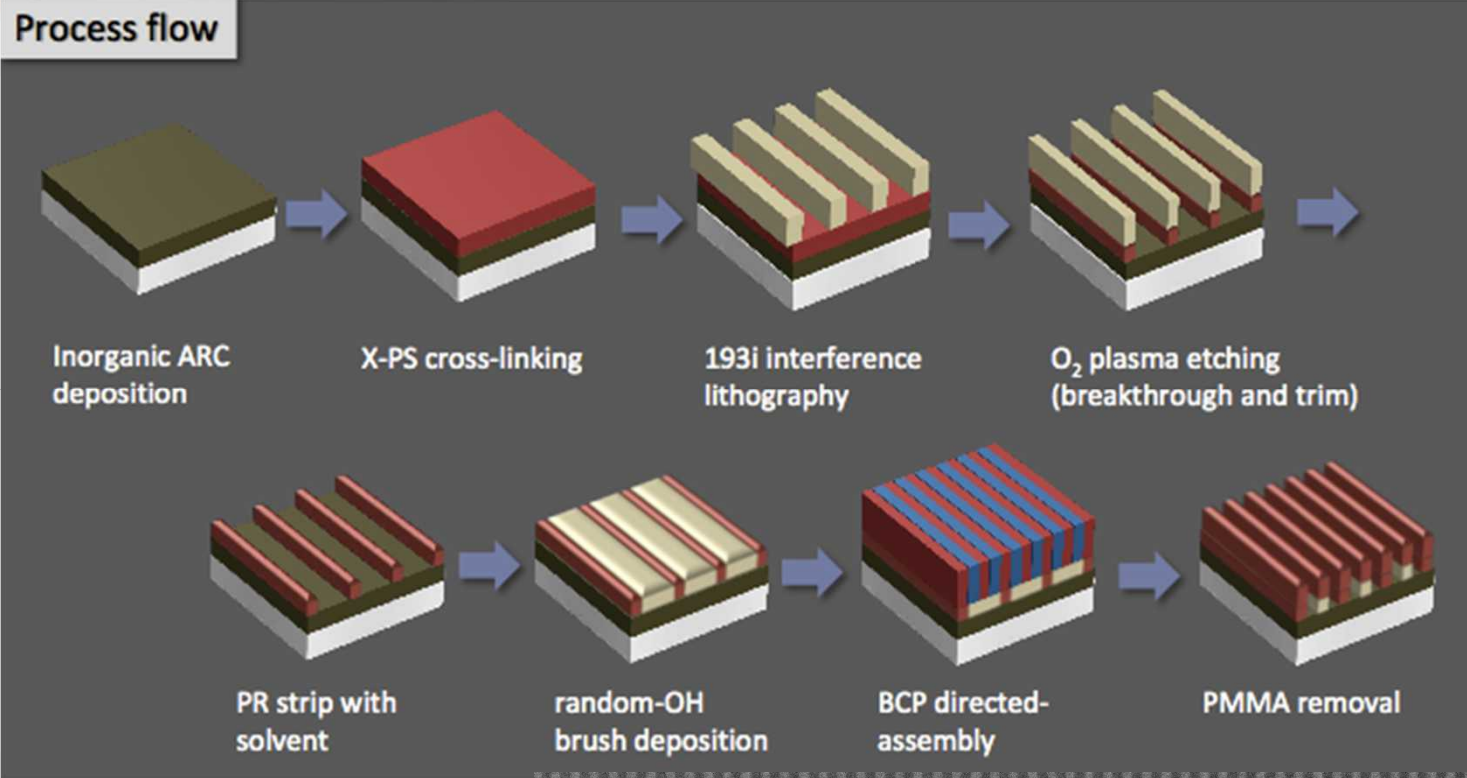 Process flow
Inorganic ARC
deposition
X-PS cross-linking
193i interference
lithography
O₂ plasma etching
(breakthrough and trim)
PR strip with
solvent
random-OH
brush deposition
BCP directed-
assembly
PMMA removal